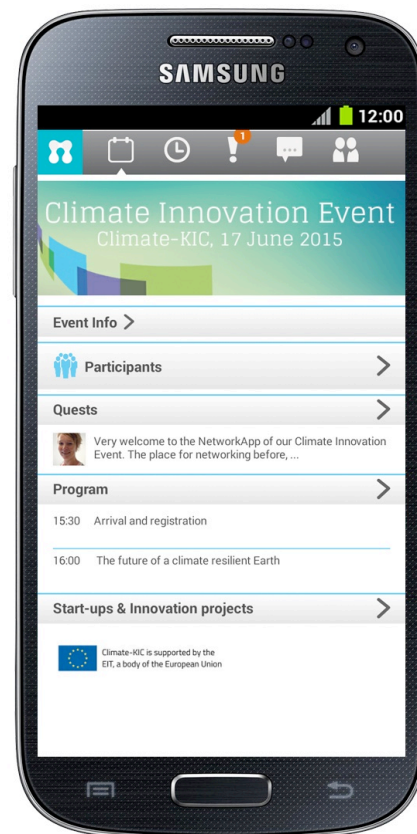 SAMSUNG
12:00
1
Climate Innovation Event
Climate-KIC, 17 June 2015
Event Info
Participants
Quests
Very welcome to the NetworkApp of our Climate Innovation
Event. The place for networking before, ...
Program
15:30 Arrival and registration
16:00 The future of a climate resilient Earth
Start-ups & Innovation projects
Climate-KIC is supported by the
EIT, a body of the European Union